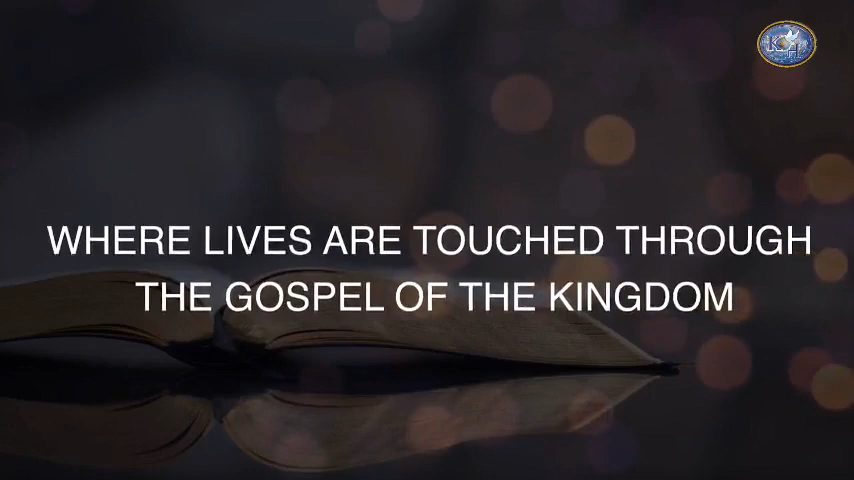 WHERE LIVES ARE TOUCHED THROUGH
THE GOSPEL OF THE KINGDOM